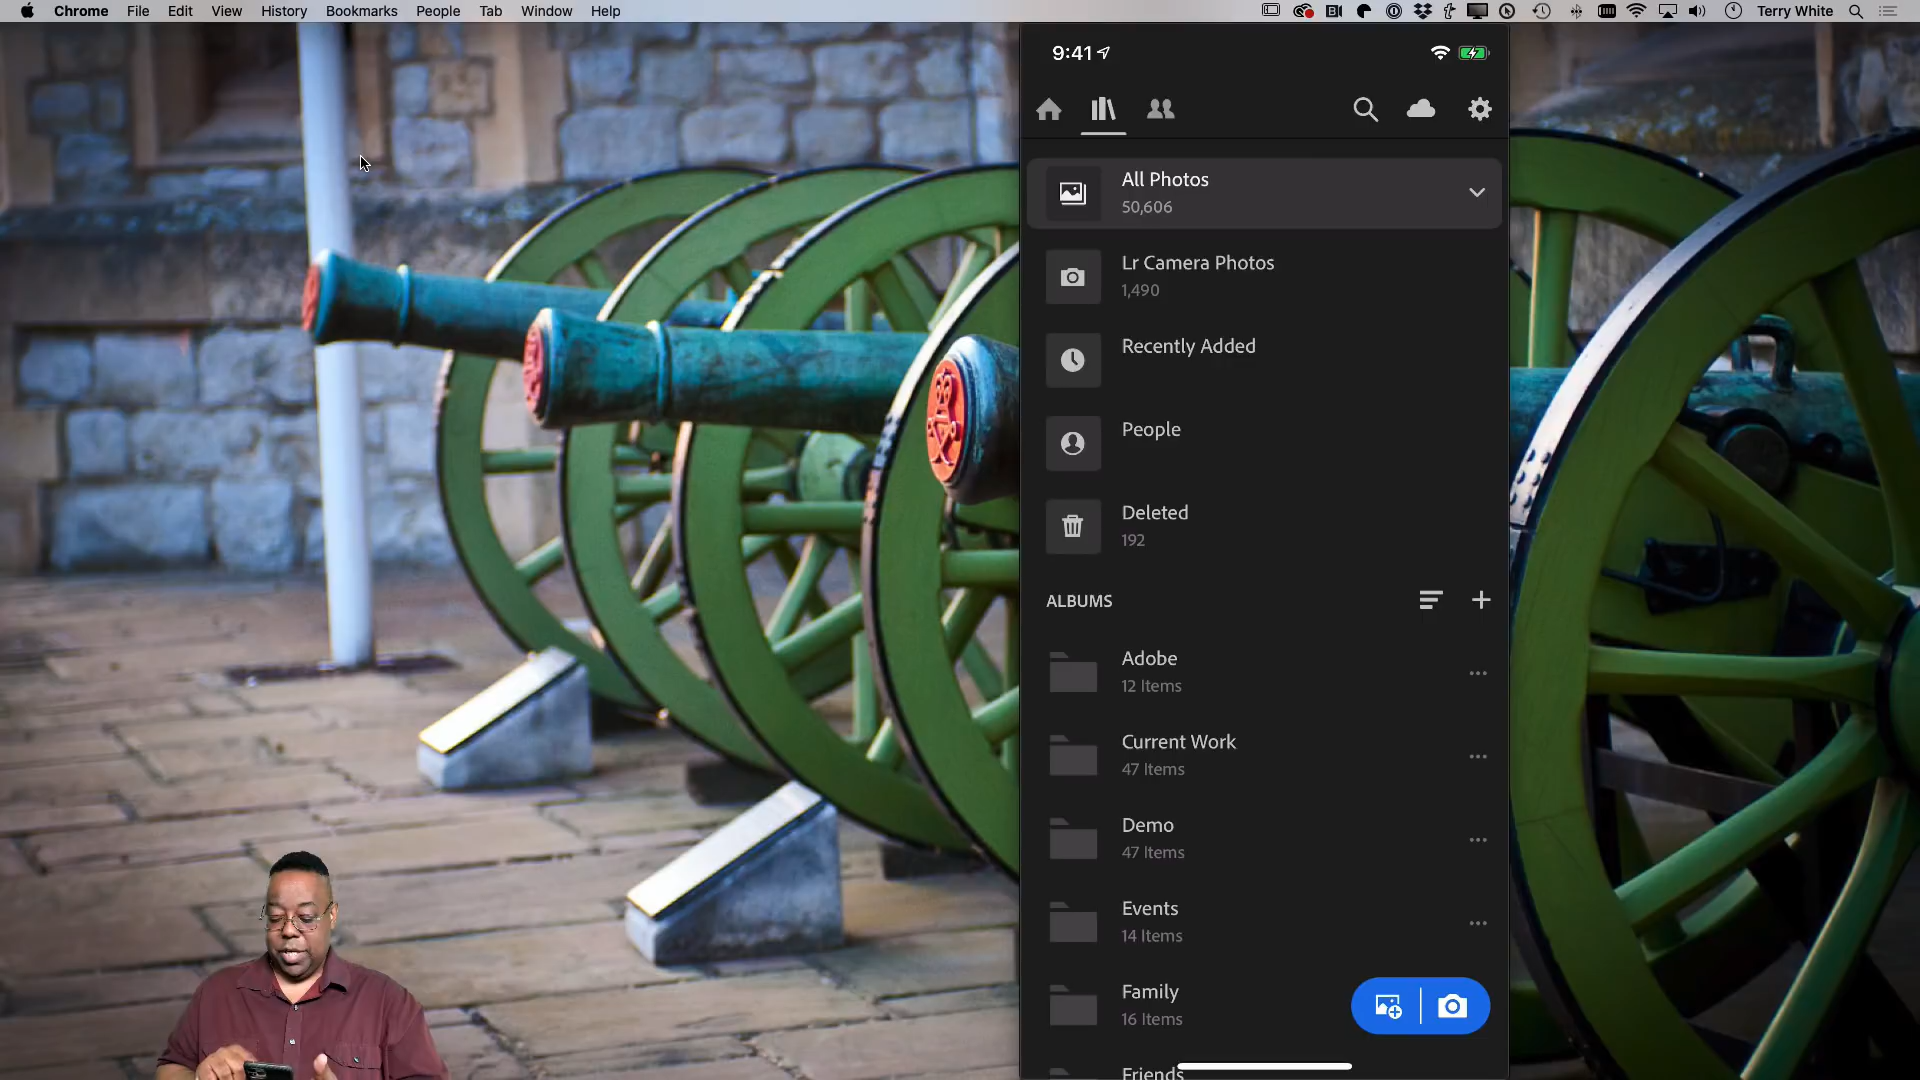 Chrome File Edit View History Bookmarks People Tab Window Help Terry White
9:41
All Photos
50,606
Lr Camera Photos
1,490
Recently Added
People
Deleted
192
ALBUMS
Adobe
12 Items
Current Work
47 Items
Demo
47 Items
Events
14 Items
Family
16 Items
Friends